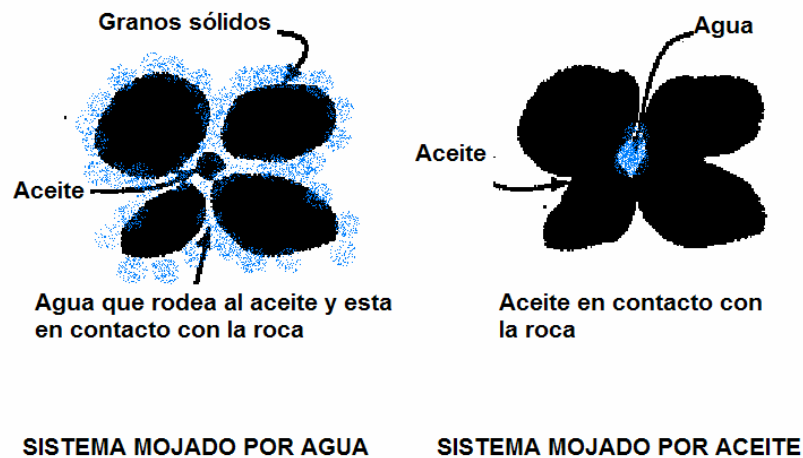 Granos sólidos
Aceite
Agua que rodea al aceite y esta
en contacto con la roca
SISTEMA MOJADO POR AGUA
Agua
Aceite
Aceite en contacto con
la roca
SISTEMA MOJADO POR ACEITE